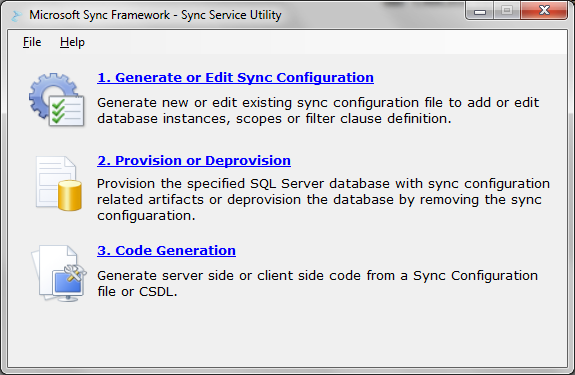 Microsoft Sync Framework - Sync Service Utility
File Help
1. Generate or Edit Sync Configuration
Generate new or edit existing sync configuration file to add or edit
database instances, scopes or filter clause definition.
2. Provision or Deprovision
Provision the specified SQL Server database with sync configuration
related artifacts or deprovision the database by removing the sync
configuaration.
3. Code Generation
Generate server side or client side code from a Sync Configuration
file or CSDL.